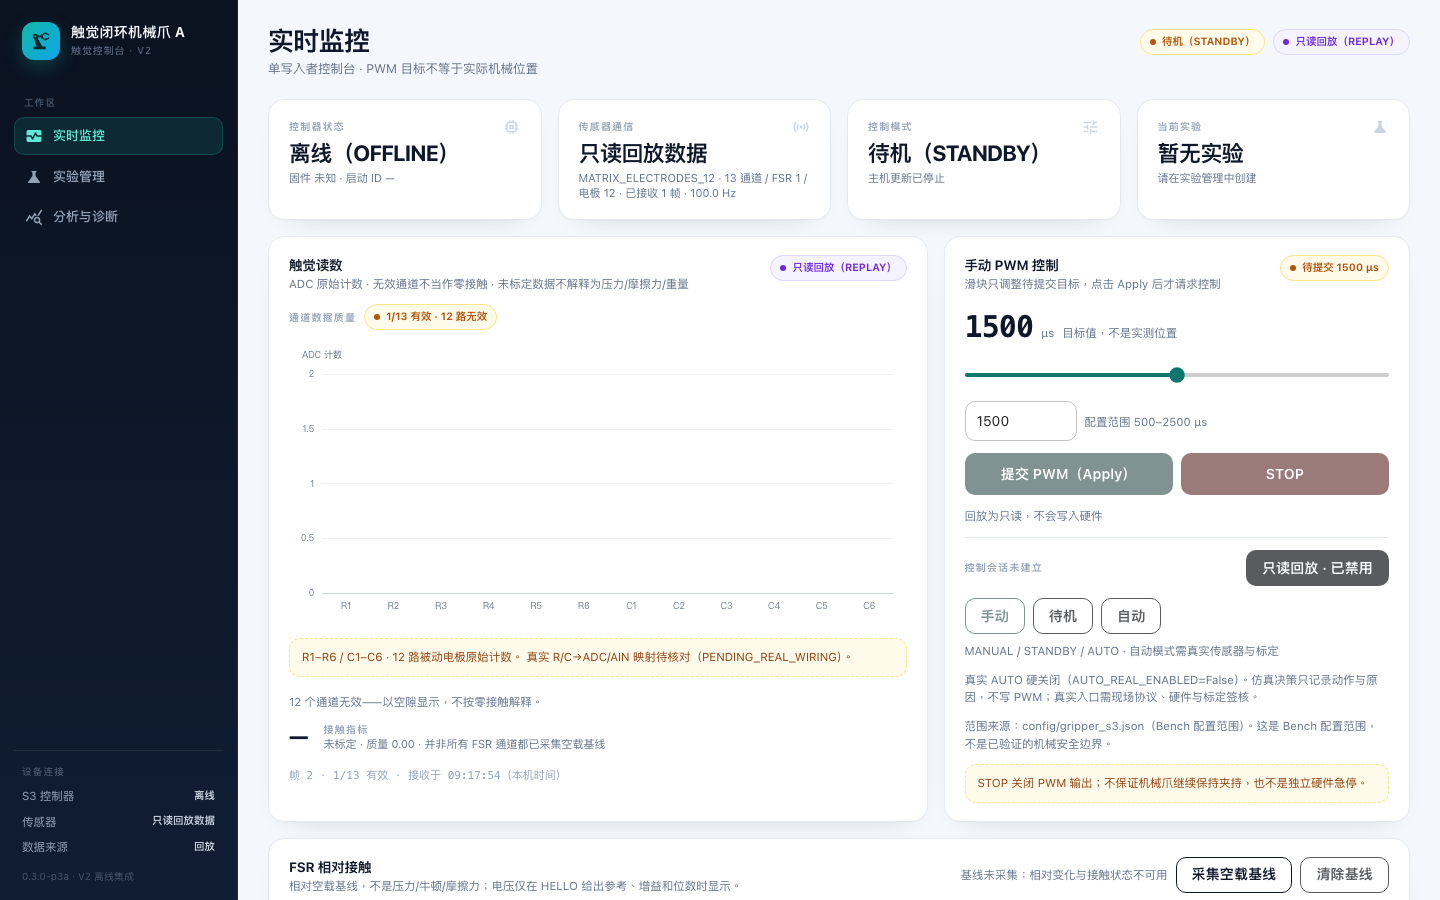 触觉闭环机械爪 A
触觉控制台 · V2
工作区
实时监控
实验管理
分析与诊断
设备连接
S3 控制器 离线
传感器 只读回放数据
数据来源 回放
0.3.0-p3a · V2 离线集成
实时监控
单写入者控制台 · PWM 目标不等于实际机械位置
待机（STANDBY）
只读回放（REPLAY）
控制器状态
离线（OFFLINE）
固件 未知 · 启动 ID —
传感器通信
只读回放数据
MATRIX_ELECTRODES_12 · 13 通道 / FSR 1 /
电极 12 · 已接收 1 帧 · 100.0 Hz
控制模式
待机（STANDBY）
主机更新已停止
当前实验
暂无实验
请在实验管理中创建
触觉读数
ADC 原始计数 · 无效通道不当作零接触 · 未标定数据不解释为压力/摩擦力/重量
只读回放（REPLAY）
通道数据质量
1/13 有效 · 12 路无效
ADC 计数
2
1.5
1
0.5
0
R1 R2 R3 R4 R5 R6 C1 C2 C3 C4 C5 C6
R1–R6 / C1–C6 · 12 路被动电极原始计数。 真实 R/C→ADC/AIN 映射待核对（PENDING_REAL_WIRING）。
12 个通道无效——以空隙显示，不按零接触解释。
—
接触指标
未标定 · 质量 0.00 · 并非所有 FSR 通道都已采集空载基线
帧 2 · 1/13 有效 · 接收于 09:17:54（本机时间）
手动 PWM 控制
滑块只调整待提交目标，点击 Apply 后才请求控制
待提交 1500 µs
1500 µs 目标值，不是实测位置
1500
配置范围 500–2500 µs
提交 PWM（Apply）
STOP
回放为只读，不会写入硬件
控制会话未建立
只读回放 · 已禁用
手动
待机
自动
MANUAL / STANDBY / AUTO · 自动模式需真实传感器与标定
真实 AUTO 硬关闭（AUTO_REAL_ENABLED=False）。仿真决策只记录动作与原
因，不写 PWM；真实入口需现场协议、硬件与标定签核。
范围来源：config/gripper_s3.json（Bench 配置范围）。这是 Bench 配置范围，
不是已验证的机械安全边界。
STOP 关闭 PWM 输出；不保证机械爪继续保持夹持，也不是独立硬件急停。
FSR 相对接触
相对空载基线，不是压力/牛顿/摩擦力；电压仅在 HELLO 给出参考、增益和位数时显示。
基线未采集：相对变化与接触状态不可用
采集空载基线
清除基线